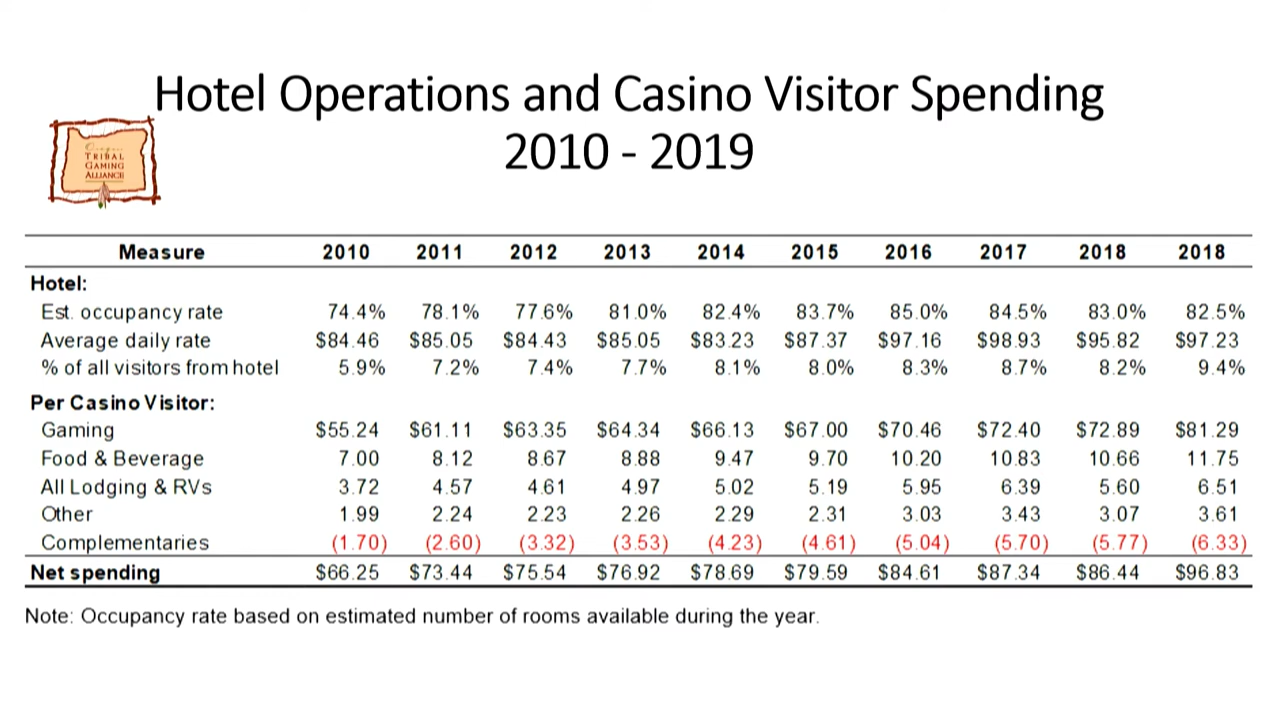 Hotel Operations and Casino Visitor Spending
2010 - 2019
Oregon
TRIBAL
GAMING
ALLIANCE
Measure 2010 2011 2012 2013 2014 2015 2016 2017 2018 2018
Hotel:
Est. occupancy rate 74.4% 78.1% 77.6% 81.0% 82.4% 83.7% 85.0% 84.5% 83.0% 82.5%
Average daily rate $84.46 $85.05 $84.43 $85.05 $83.23 $87.37 $97.16 $98.93 $95.82 $97.23
% of all visitors from hotel 5.9% 7.2% 7.4% 7.7% 8.1% 8.0% 8.3% 8.7% 8.2% 9.4%
Per Casino Visitor:
Gaming $55.24 $61.11 $63.35 $64.34 $66.13 $67.00 $70.46 $72.40 $72.89 $81.29
Food & Beverage 7.00 8.12 8.67 8.88 9.47 9.70 10.20 10.83 10.66 11.75
All Lodging & RVs 3.72 4.57 4.61 4.97 5.02 5.19 5.95 6.39 5.60 6.51
Other 1.99 2.24 2.23 2.26 2.29 2.31 3.03 3.43 3.07 3.61
Complementaries (1.70) (2.60) (3.32) (3.53) (4.23) (4.61) (5.04) (5.70) (5.77) (6.33)
Net spending $66.25 $73.44 $75.54 $76.92 $78.69 $79.59 $84.61 $87.34 $86.44 $96.83
Note: Occupancy rate based on estimated number of rooms available during the year.